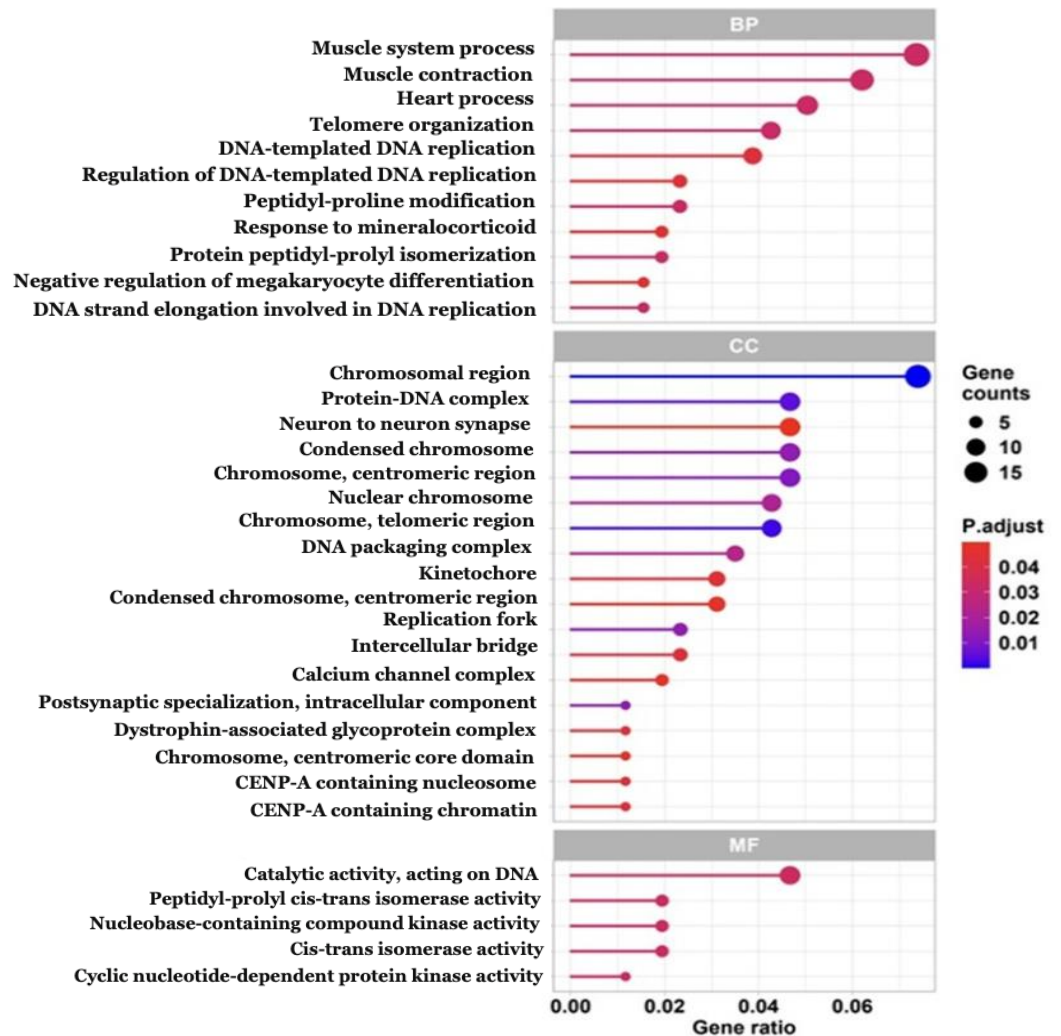 BP
Muscle system process
Muscle contraction
Heart process
Telomere organization
DNA-templated DNA replication
Regulation of DNA-templated DNA replication
Peptidyl-proline modification
Response to mineralocorticoid
Protein peptidyl-prolyl isomerization
Negative regulation of megakaryocyte differentiation
DNA strand elongation involved in DNA replication
CC
Chromosomal region
Protein-DNA complex
Neuron to neuron synapse
Condensed chromosome
Chromosome, centromeric region
Nuclear chromosome
Chromosome, telomeric region
DNA packaging complex
Kinetochore
Condensed chromosome, centromeric region
Replication fork
Intercellular bridge
Calcium channel complex
Postsynaptic specialization, intracellular component
Dystrophin-associated glycoprotein complex
Chromosome, centromeric core domain
CENP-A containing nucleosome
CENP-A containing chromatin
MF
Catalytic activity, acting on DNA
Peptidyl-prolyl cis-trans isomerase activity
Nucleobase-containing compound kinase activity
Cis-trans isomerase activity
Cyclic nucleotide-dependent protein kinase activity
0.00 0.02 0.04 0.06
Gene ratio
Gene
counts
5
10
15
P.adjust
0.04
0.03
0.02
0.01